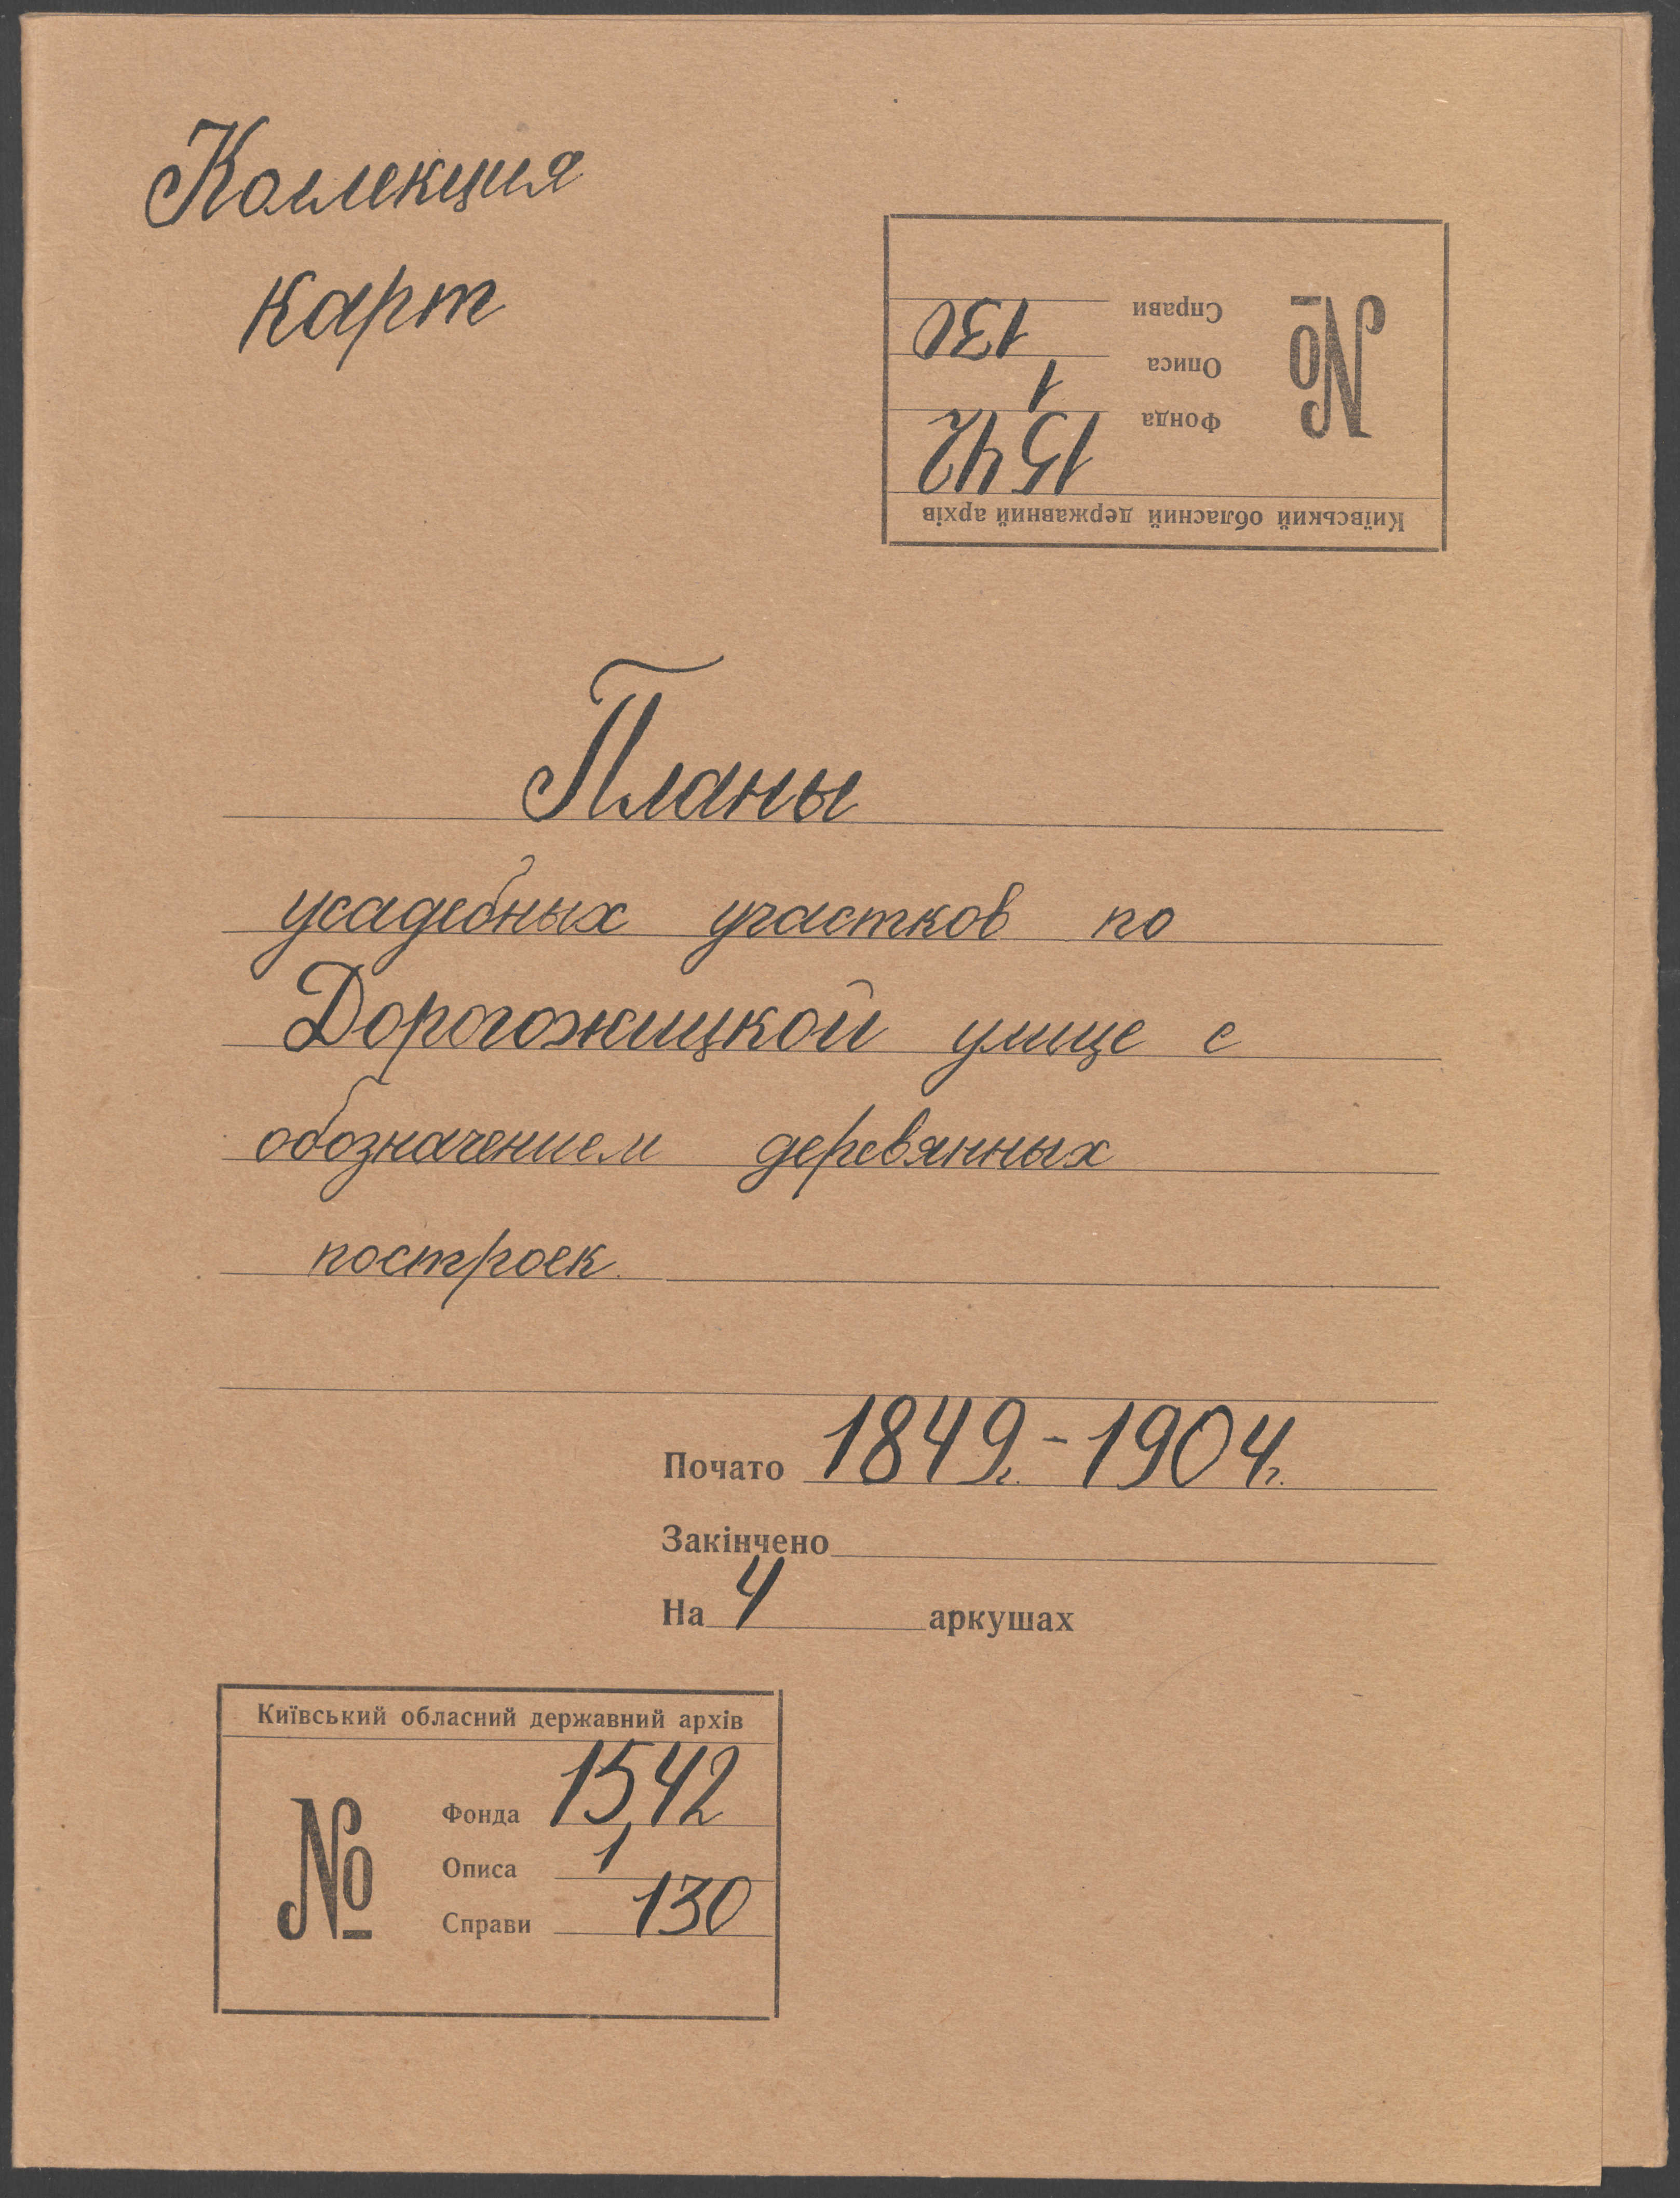 Коллекция
карт
Київський обласний державний архів
№
Фонда 1542
Описа 1
Справи 130
Планы
усадебных участков по
Дорогожицкой улице с
обозначением деревянных
построек.
Почато 1849г. - 1904г.
Закінчено
На 4 аркушах
Київський обласний державний архів
№
Фонда 1542
Описа 1
Справи 130